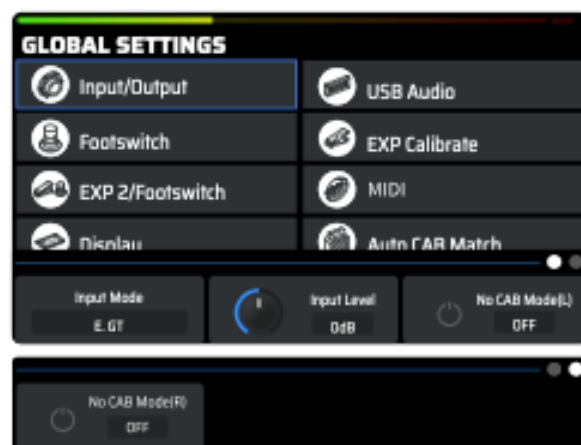 GLOBAL SETTINGS
Input/Output
USB Audio
Footswitch
EXP Calibrate
EXP 2/Footswitch
MIDI
Display
Auto CAB Match
Input Mode
E.GT
Input Level
0dB
No CAB Mode(L)
OFF
No CAB Mode(R)
OFF